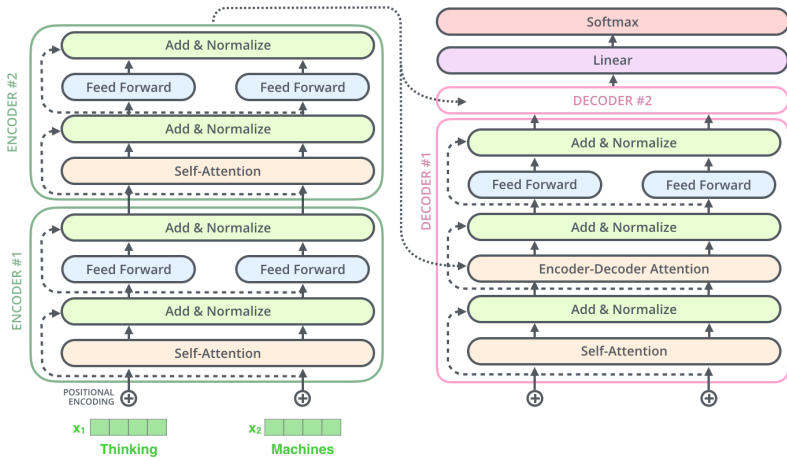 ENCODER #2
Add & Normalize
Feed Forward
Feed Forward
Add & Normalize
Self-Attention
ENCODER #1
Add & Normalize
Feed Forward
Feed Forward
Add & Normalize
Self-Attention
POSITIONAL
ENCODING
x1
x2
Thinking
Machines
Softmax
Linear
DECODER #2
DECODER #1
Add & Normalize
Feed Forward
Feed Forward
Add & Normalize
Encoder-Decoder Attention
Add & Normalize
Self-Attention